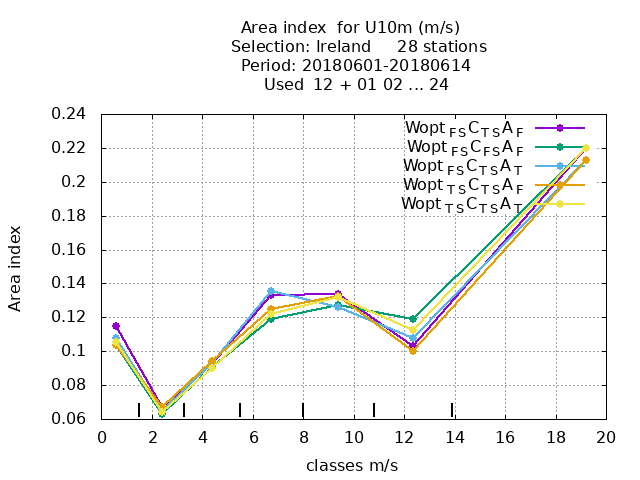 Area index  for U10m (m/s)
Selection: Ireland     28 stations
Period: 20180601-20180614
Used  12 + 01 02 ... 24
0.24
0.22
0.2
0.18
0.16
0.14
0.12
0.1
0.08
0.06
Area index
Wopt FS C TS A F
Wopt FS C FS A F
Wopt FS C TS A T
Wopt TS C TS A F
Wopt TS C TS A T
0 2 4 6 8 10 12 14 16 18 20
classes m/s